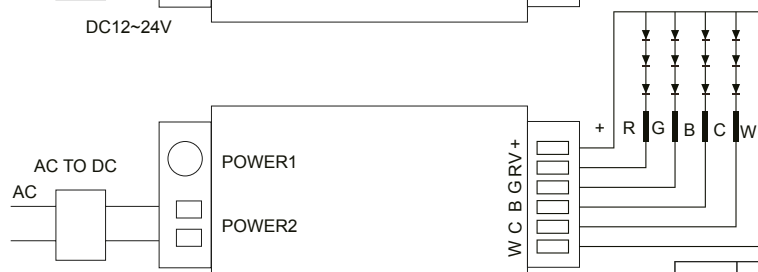 DC12~24V
+ R G B C W
AC TO DC
AC
POWER1
POWER2
W C B G R V+